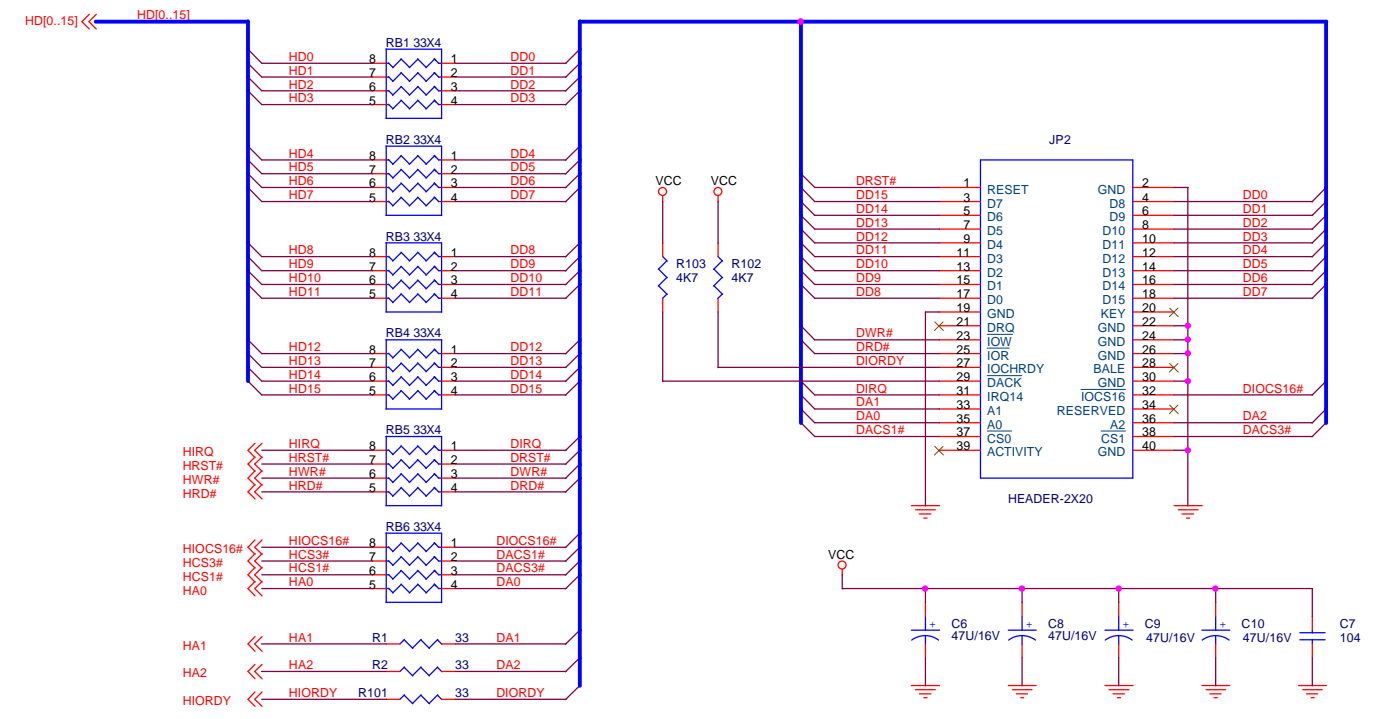 HD[0..15] HD[0..15]
RB1 33X4
HD0 8 1 DD0
HD1 7 2 DD1
HD2 6 3 DD2
HD3 5 4 DD3
RB2 33X4
HD4 8 1 DD4
HD5 7 2 DD5
HD6 6 3 DD6
HD7 5 4 DD7
RB3 33X4
HD8 8 1 DD8
HD9 7 2 DD9
HD10 6 3 DD10
HD11 5 4 DD11
RB4 33X4
HD12 8 1 DD12
HD13 7 2 DD13
HD14 6 3 DD14
HD15 5 4 DD15
RB5 33X4
HIRQ HIRQ 8 1 DIRQ
HRST# HRST# 7 2 DRST#
HWR# HWR# 6 3 DWR#
HRD# HRD# 5 4 DRD#
RB6 33X4
HIOCS16# HIOCS16# 8 1 DIOCS16#
HCS3# HCS3# 7 2 DACS1#
HCS1# HCS1# 6 3 DACS3#
HA0 HA0 5 4 DA0
HA1 HA1 R1 33 DA1
HA2 HA2 R2 33 DA2
HIORDY HIORDY R101 33 DIORDY
VCC VCC
R103 R102
4K7 4K7
JP2
DRST# 1 RESET GND 2
DD15 3 D7 D8 4 DD0
DD14 5 D6 D9 6 DD1
DD13 7 D5 D10 8 DD2
DD12 9 D4 D11 10 DD3
DD11 11 D3 D12 12 DD4
DD10 13 D2 D13 14 DD5
DD9 15 D1 D14 16 DD6
DD8 17 D0 D15 18 DD7
19 GND KEY 20
21 DRQ GND 22
DWR# 23 IOW GND 24
DRD# 25 IOR GND 26
DIORDY 27 IOCHRDY BALE 28
29 DACK GND 30
DIRQ 31 IRQ14 IOCS16 32 DIOCS16#
DA1 33 A1 RESERVED 34
DA0 35 A0 A2 36 DA2
DACS1# 37 CS0 CS1 38 DACS3#
39 ACTIVITY GND 40
HEADER-2X20
VCC
+ C6 + C8 + C9 + C10 C7
47U/16V 47U/16V 47U/16V 47U/16V 104